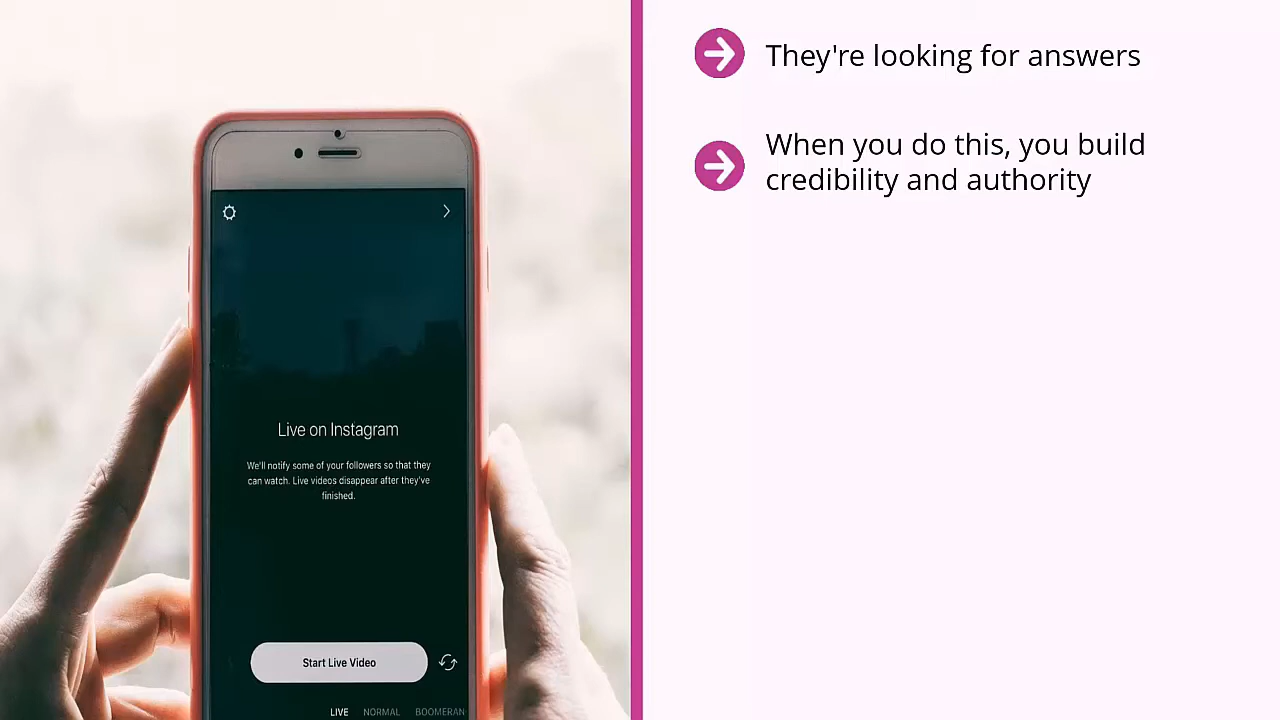 They're looking for answers
When you do this, you build
credibility and authority
Live on Instagram
We'll notify some of your followers so that they
can watch. Live videos disappear after they've
finished.
Start Live Video
LIVE NORMAL BOOMERAN